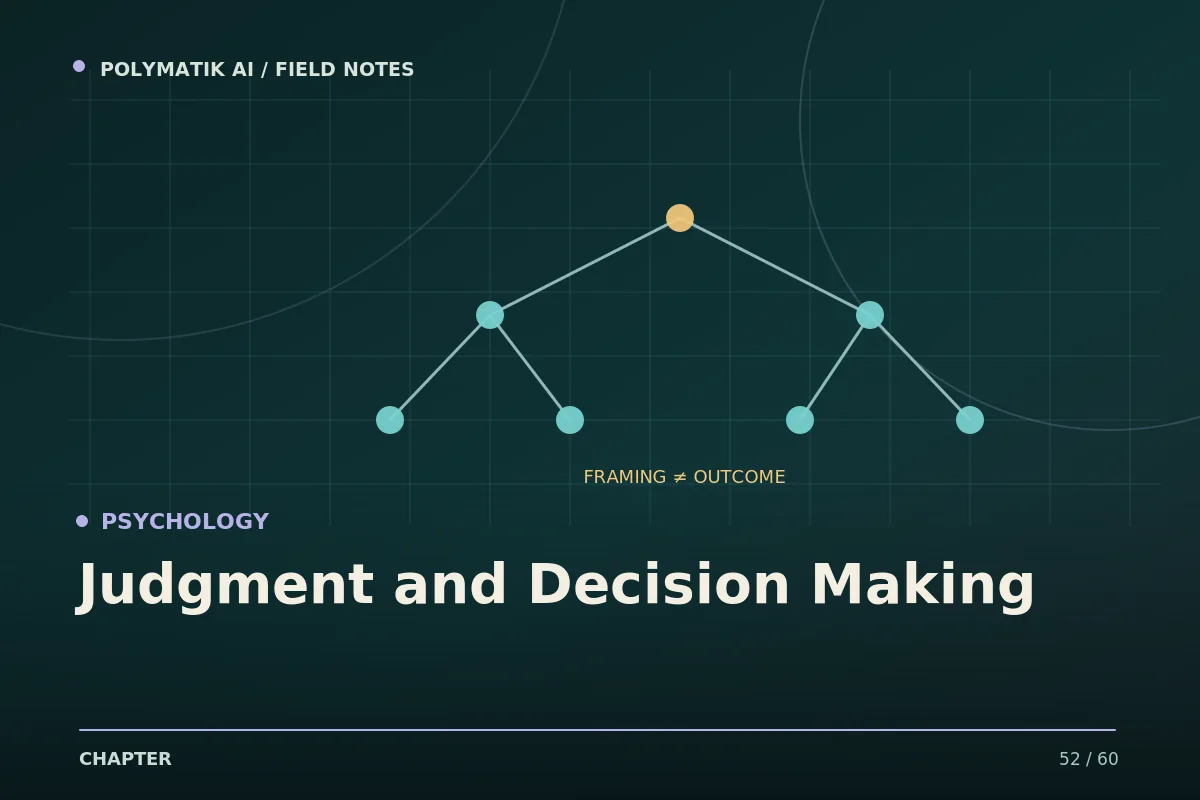 POLYMATIK AI / FIELD NOTES
FRAMING ≠ OUTCOME
PSYCHOLOGY
Judgment and Decision Making
CHAPTER
52 / 60